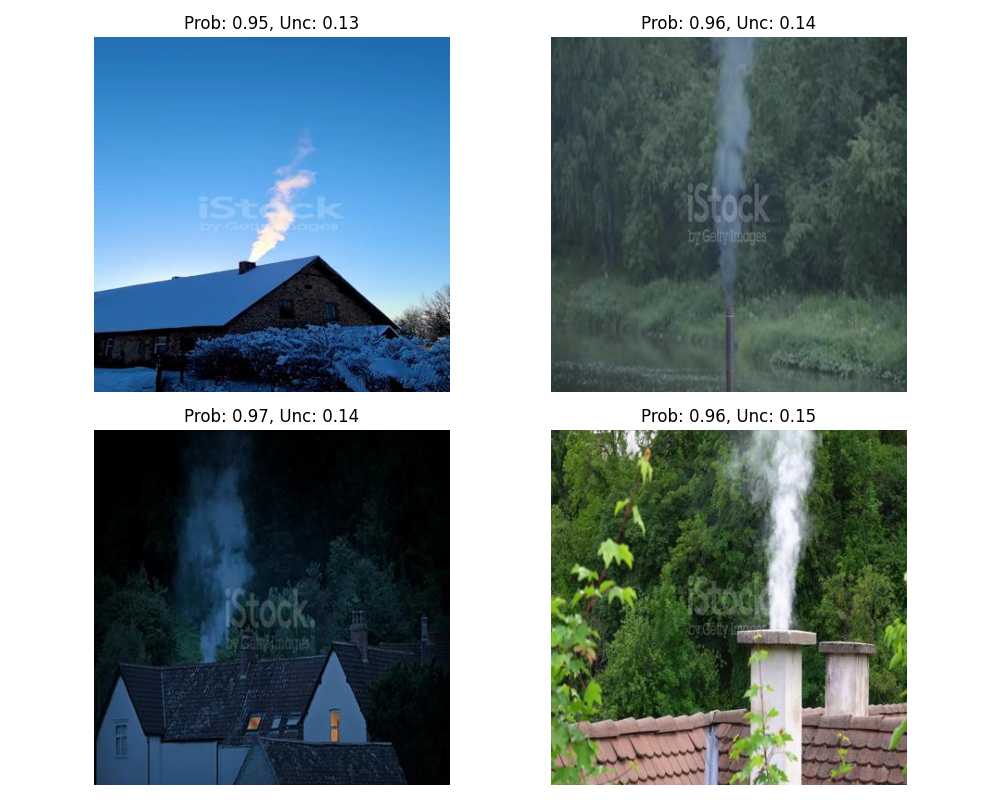 Prob: 0.95, Unc: 0.13
Prob: 0.96, Unc: 0.14
iStock
by Getty Images
iStock
by Getty Images
Prob: 0.97, Unc: 0.14
Prob: 0.96, Unc: 0.15
iStock.
by Getty Images
iStock
by Getty Images